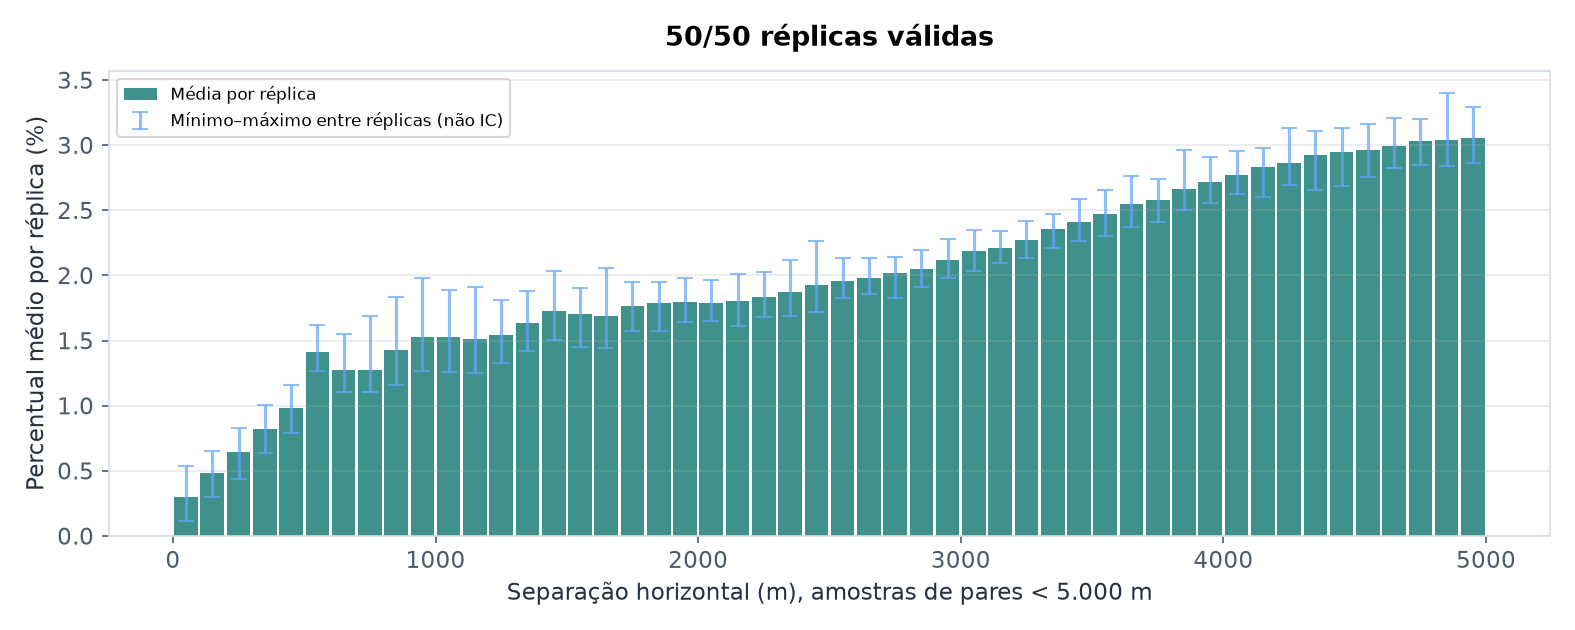 50/50 réplicas válidas
Média por réplica
Mínimo–máximo entre réplicas (não IC)
Percentual médio por réplica (%)
3.5
3.0
2.5
2.0
1.5
1.0
0.5
0.0
0 1000 2000 3000 4000 5000
Separação horizontal (m), amostras de pares < 5.000 m